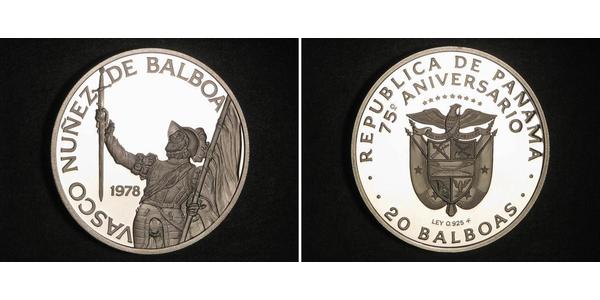 VASCO NUÑEZ DE BALBOA
1978
· REPUBLICA DE PANAMA ·
75º ANIVERSARIO
LEY 0.925
20 BALBOAS